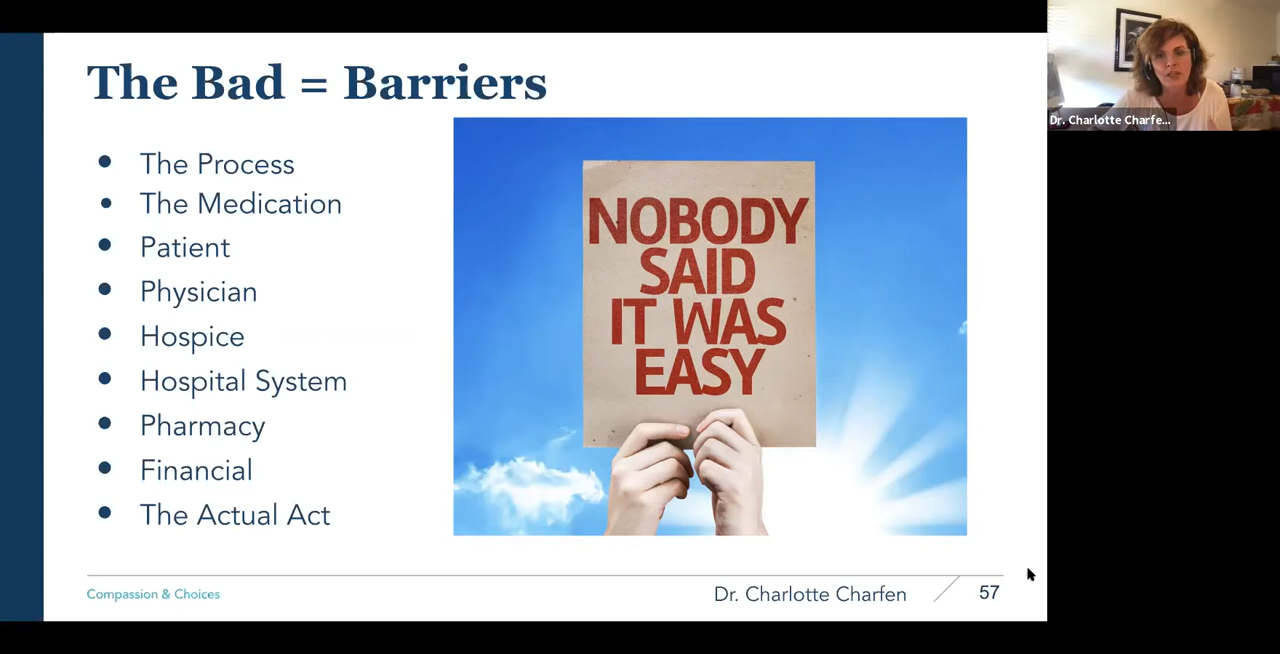 The Bad = Barriers
• The Process
• The Medication
• Patient
• Physician
• Hospice
• Hospital System
• Pharmacy
• Financial
• The Actual Act
NOBODY
SAID
IT WAS
EASY
Compassion & Choices
Dr. Charlotte Charfen
57
Dr. Charlotte Charfe...